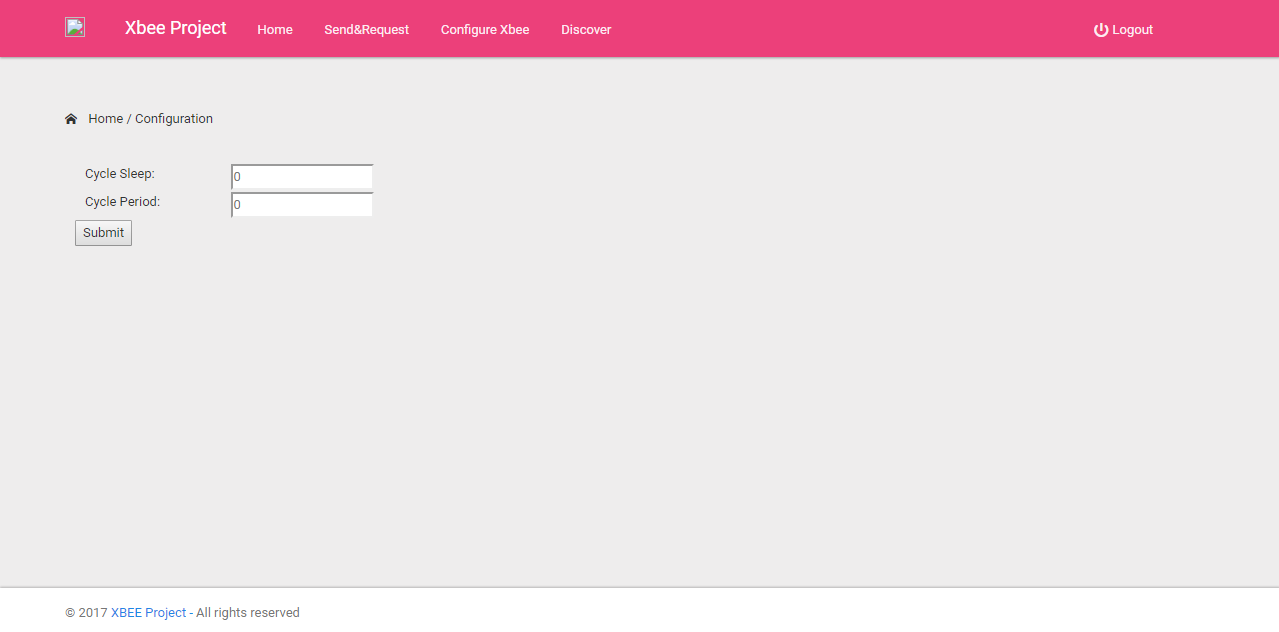 Xbee Project Home Send&Request Configure Xbee Discover Logout
Home / Configuration
Cycle Sleep: 0
Cycle Period: 0
Submit
© 2017 XBEE Project - All rights reserved